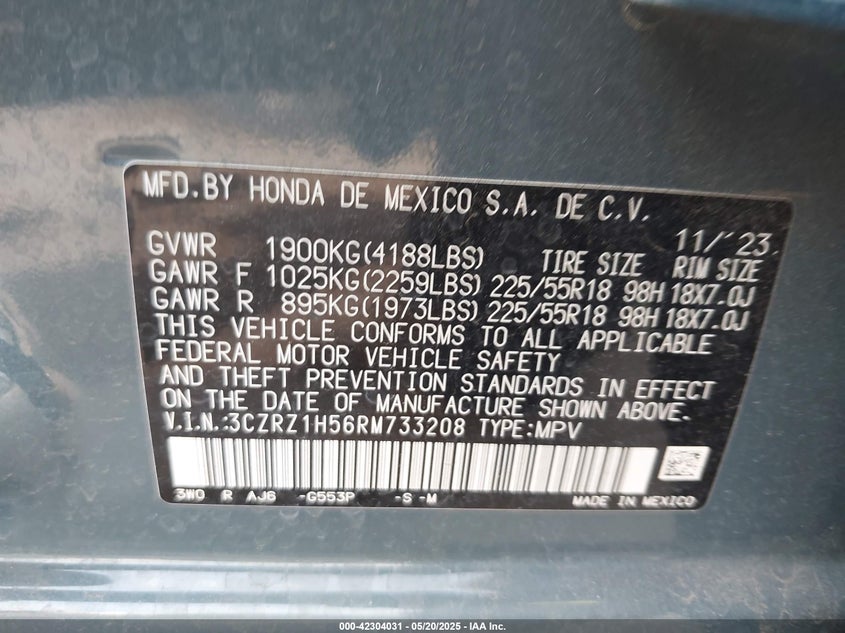 MFD.BY HONDA DE MEXICO S.A. DE C.V.
11/'23
GVWR 1900KG(4188LBS) TIRE SIZE RIM SIZE
GAWR F 1025KG(2259LBS) 225/55R18 98H 18X7.0J
GAWR R 895KG(1973LBS) 225/55R18 98H 18X7.0J
THIS VEHICLE CONFORMS TO ALL APPLICABLE
FEDERAL MOTOR VEHICLE SAFETY
AND THEFT PREVENTION STANDARDS IN EFFECT
ON THE DATE OF MANUFACTURE SHOWN ABOVE.
V.I.N.:3CZRZ1H56RM733208 TYPE:MPV
3WO R AJ6 -G553P -S -M MADE IN MEXICO
000-42304031 — 05/20/2025 — IAA Inc.